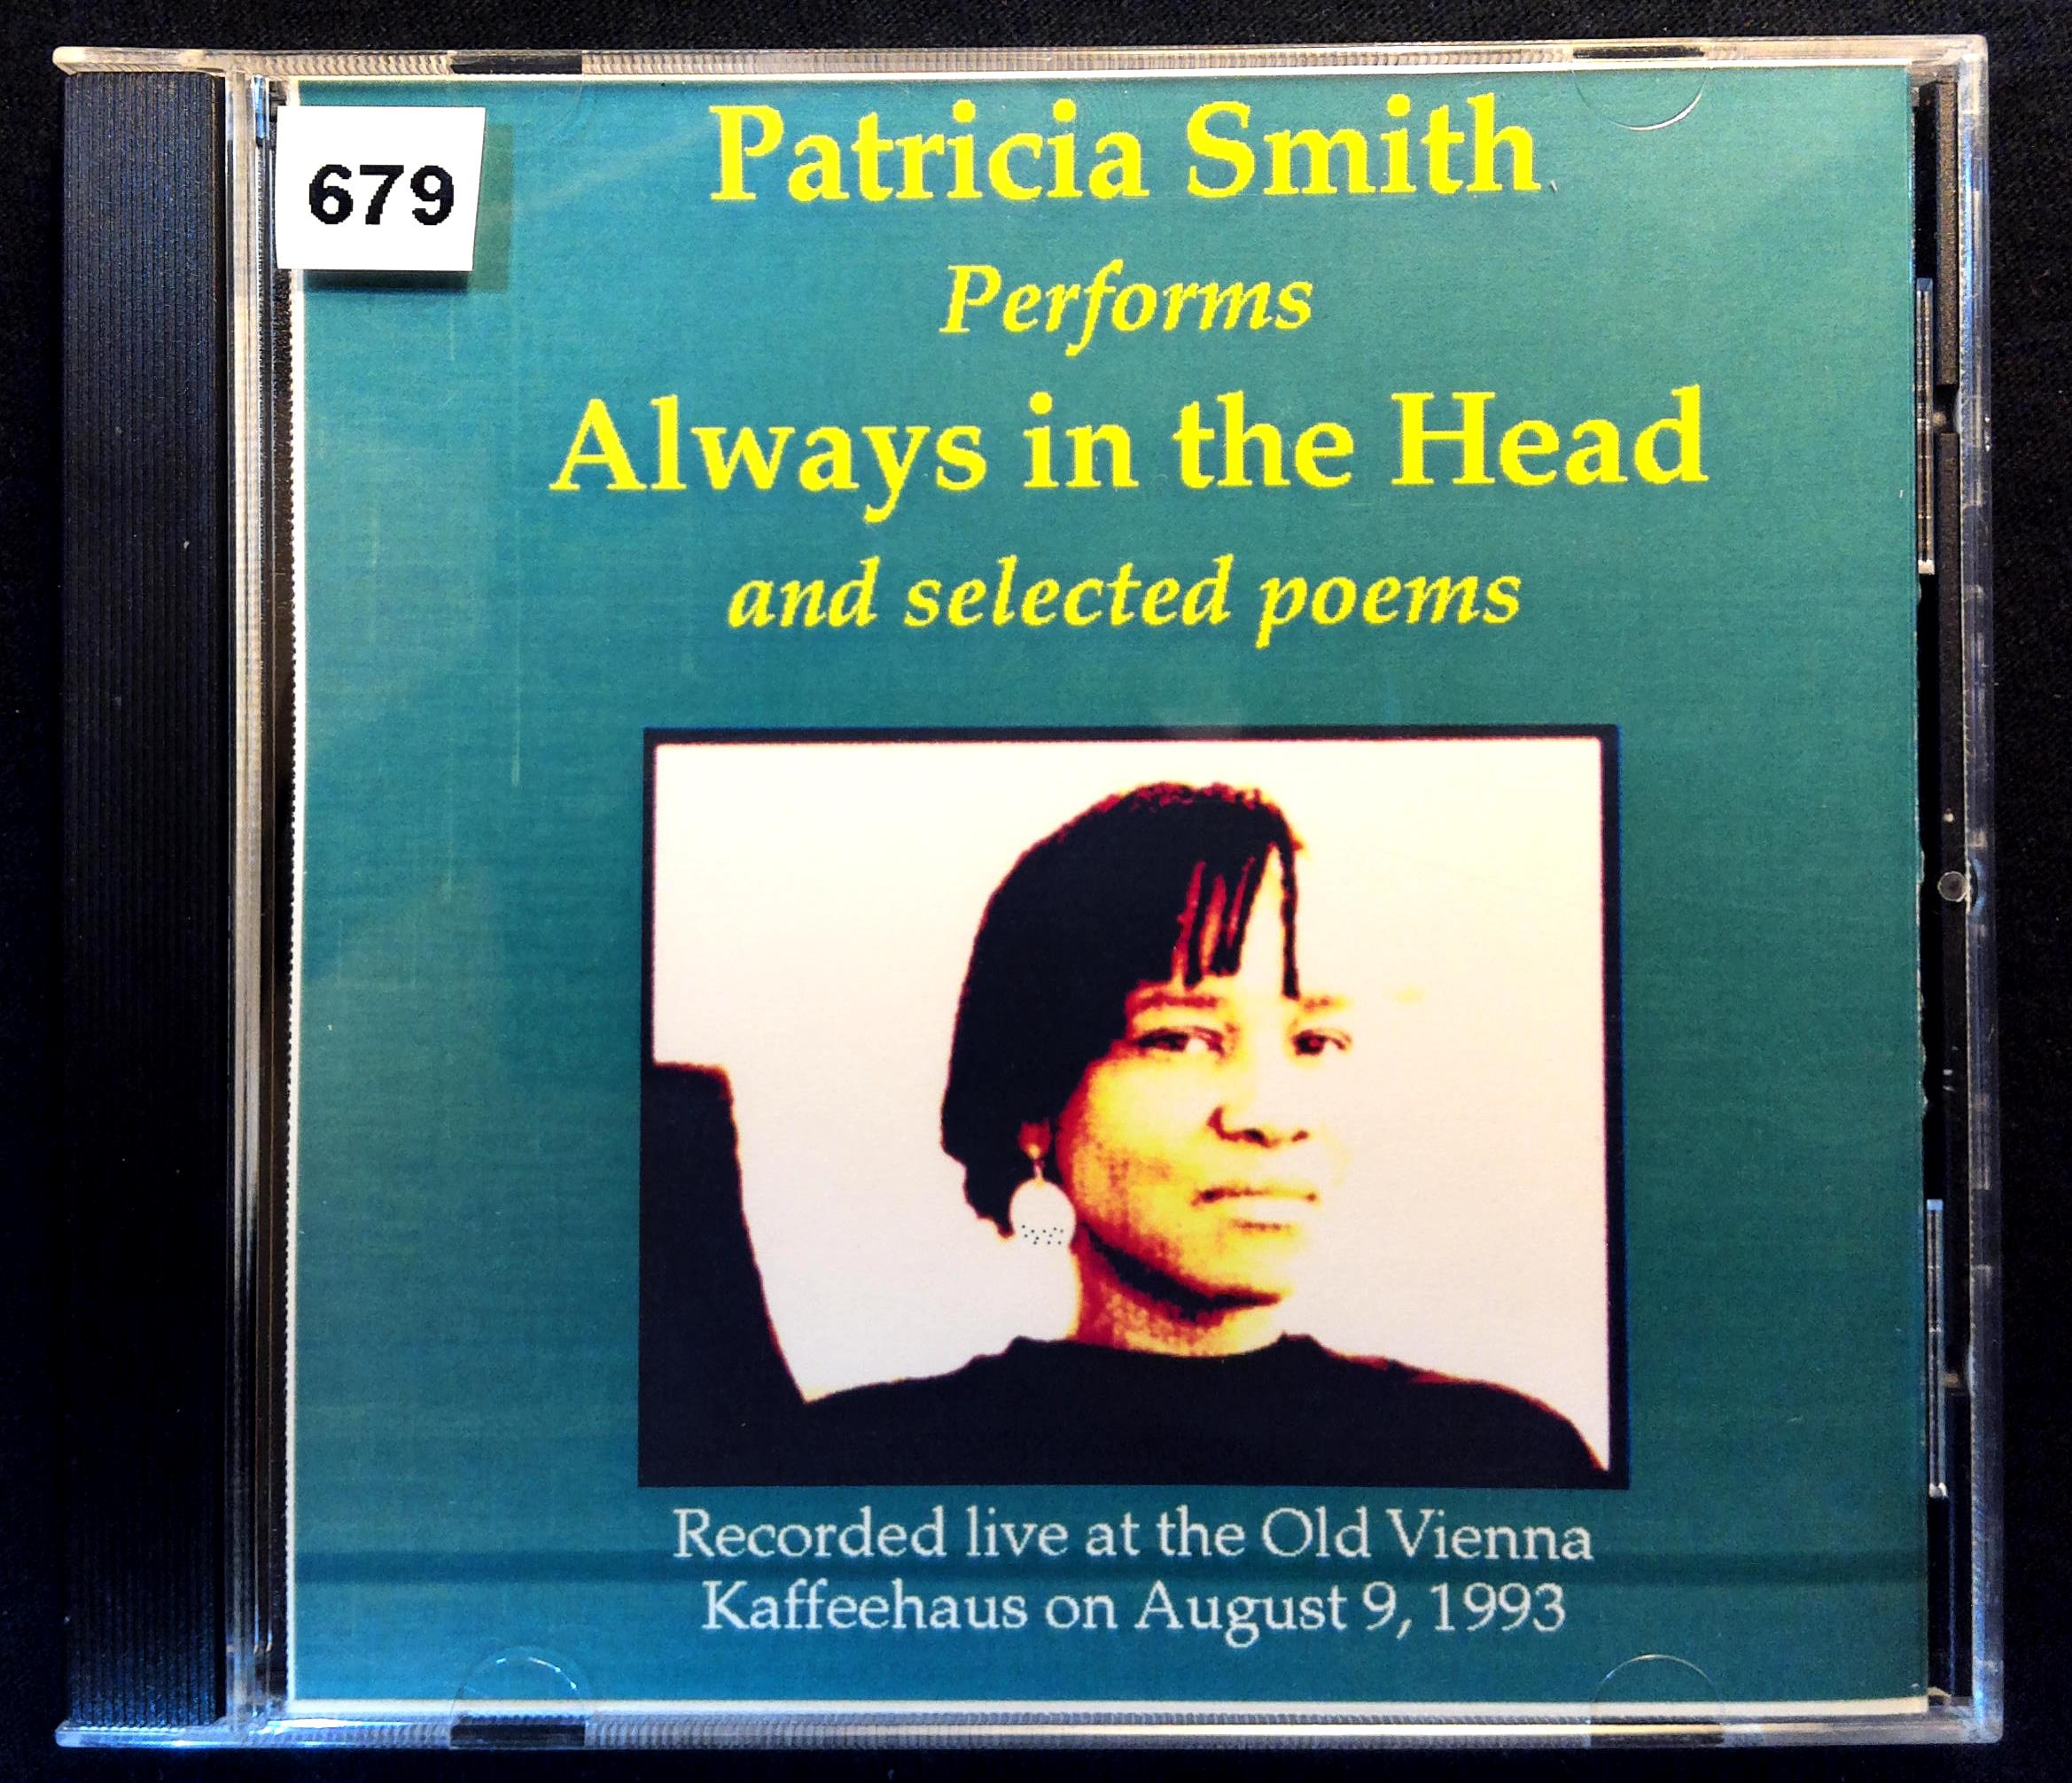 679
Patricia Smith
Performs
Always in the Head
and selected poems
Recorded live at the Old Vienna
Kaffeehaus on August 9, 1993